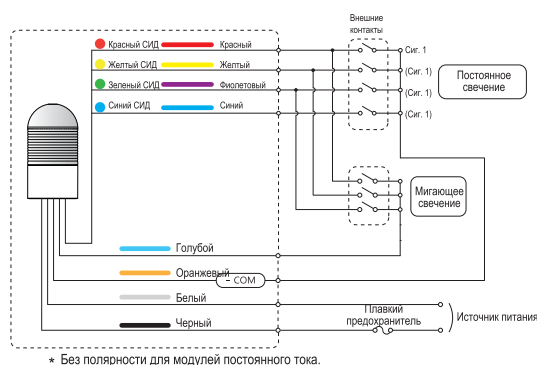 Внешние
контакты
Красный СИД Красный Сиг. 1
Желтый СИД Желтый (Сиг. 1)
Зеленый СИД Фиолетовый (Сиг. 1)
Синий СИД Синий (Сиг. 1)
Постоянное
свечение
Мигающее
свечение
Голубой
Оранжевый
- COM
Белый
Плавкий
предохранитель
Источник питания
Черный
* Без полярности для модулей постоянного тока.